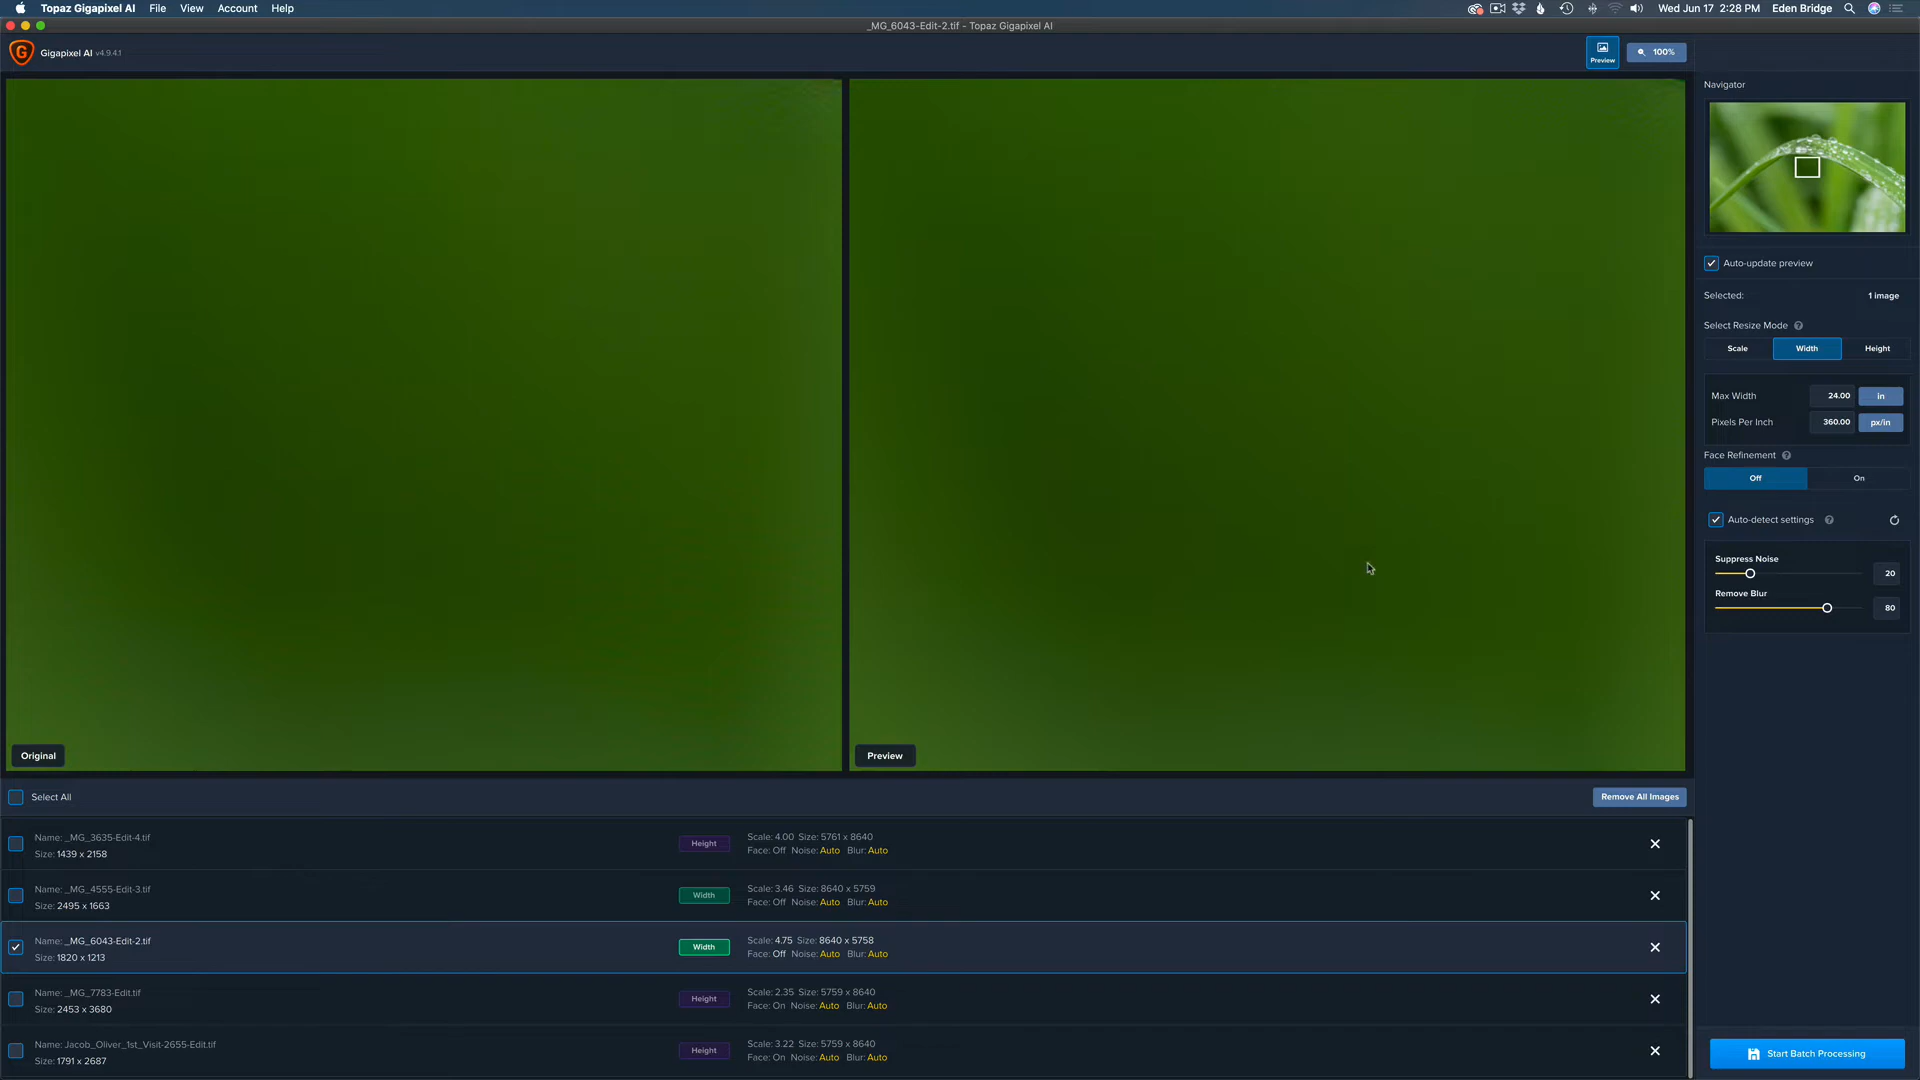 Topaz Gigapixel AI File View Account Help Wed Jun 17 2:28 PM Eden Bridge
_MG_6043-Edit-2.tif - Topaz Gigapixel AI
G Gigapixel AI v4.9.4.1
Preview
100%
Navigator
Auto-update preview
Selected: 1 image
Select Resize Mode ?
Scale Width Height
Max Width 24.00 in
Pixels Per Inch 360.00 px/in
Face Refinement ?
Off On
Auto-detect settings ?
Suppress Noise
20
Remove Blur
80
Original
Preview
Select All
Remove All Images
Name: _MG_3635-Edit-4.tif
Size: 1439 x 2158
Height
Scale: 4.00 Size: 5761 x 8640
Face: Off Noise: Auto Blur: Auto
Name: _MG_4555-Edit-3.tif
Size: 2495 x 1663
Width
Scale: 3.46 Size: 8640 x 5759
Face: Off Noise: Auto Blur: Auto
Name: _MG_6043-Edit-2.tif
Size: 1820 x 1213
Width
Scale: 4.75 Size: 8640 x 5758
Face: Off Noise: Auto Blur: Auto
Name: _MG_7783-Edit.tif
Size: 2453 x 3680
Height
Scale: 2.35 Size: 5759 x 8640
Face: On Noise: Auto Blur: Auto
Name: Jacob_Oliver_1st_Visit-2655-Edit.tif
Size: 1791 x 2687
Height
Scale: 3.22 Size: 5759 x 8640
Face: On Noise: Auto Blur: Auto
Start Batch Processing